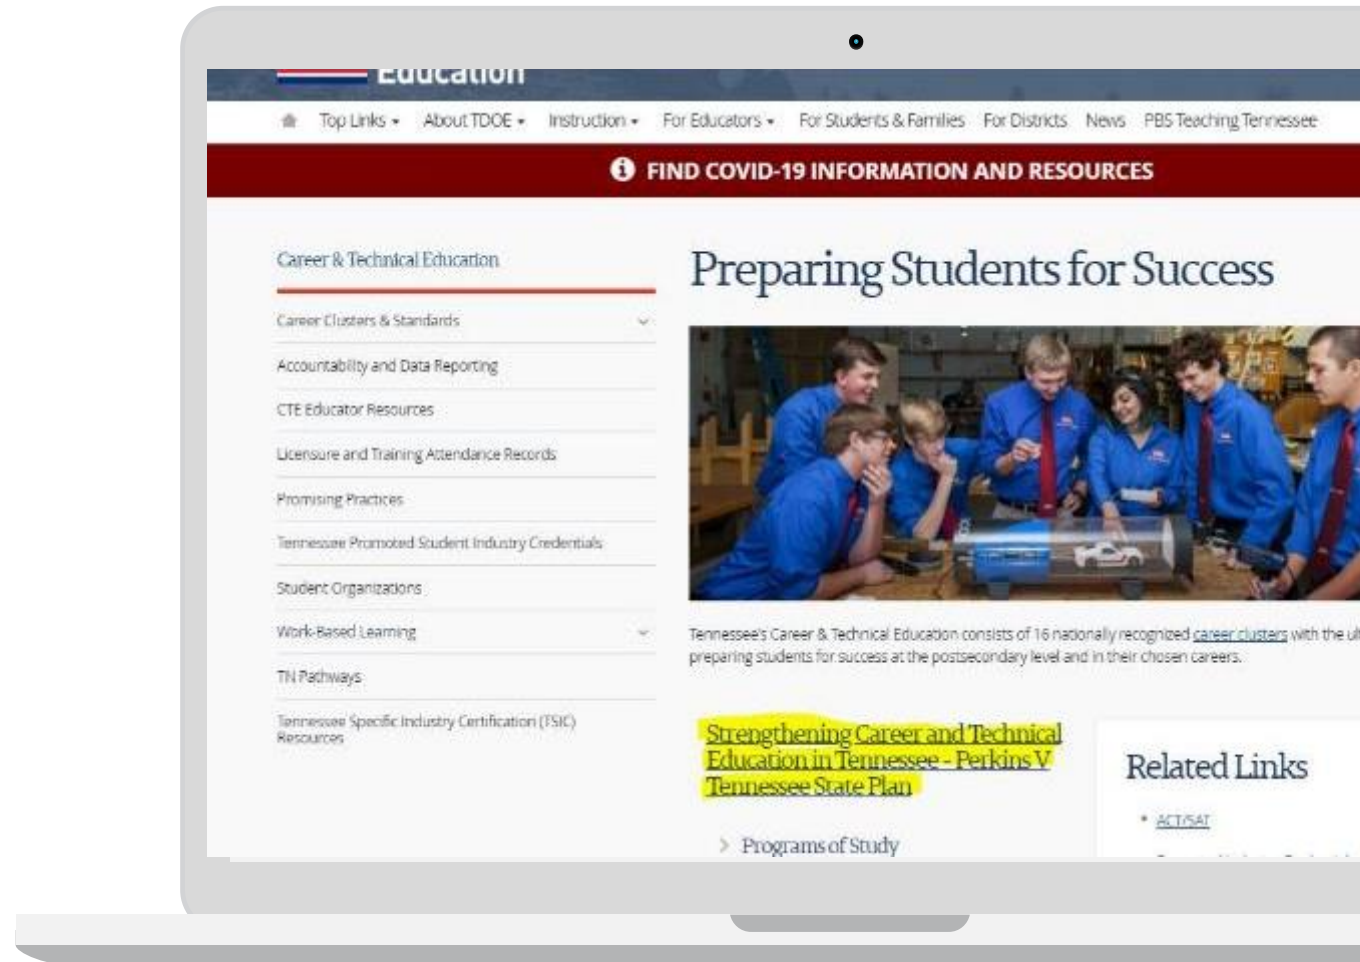 Education
Top Links About TDOE Instruction For Educators For Students & Families For Districts News PBS Teaching Tennessee
FIND COVID-19 INFORMATION AND RESOURCES
Career & Technical Education
Career Clusters & Standards
Accountability and Data Reporting
CTE Educator Resources
Licensure and Training Attendance Records
Promising Practices
Tennessee Promoted Student Industry Credentials
Student Organizations
Work-Based Learning
TN Pathways
Tennessee Specific Industry Certification (TSIC)
Resources
Preparing Students for Success
Tennessee's Career & Technical Education consists of 16 nationally recognized career clusters with the
preparing students for success at the postsecondary level and in their chosen careers.
Strengthening Career and Technical
Education in Tennessee - Perkins V
Tennessee State Plan
Programs of Study
Related Links
ACT/SAT